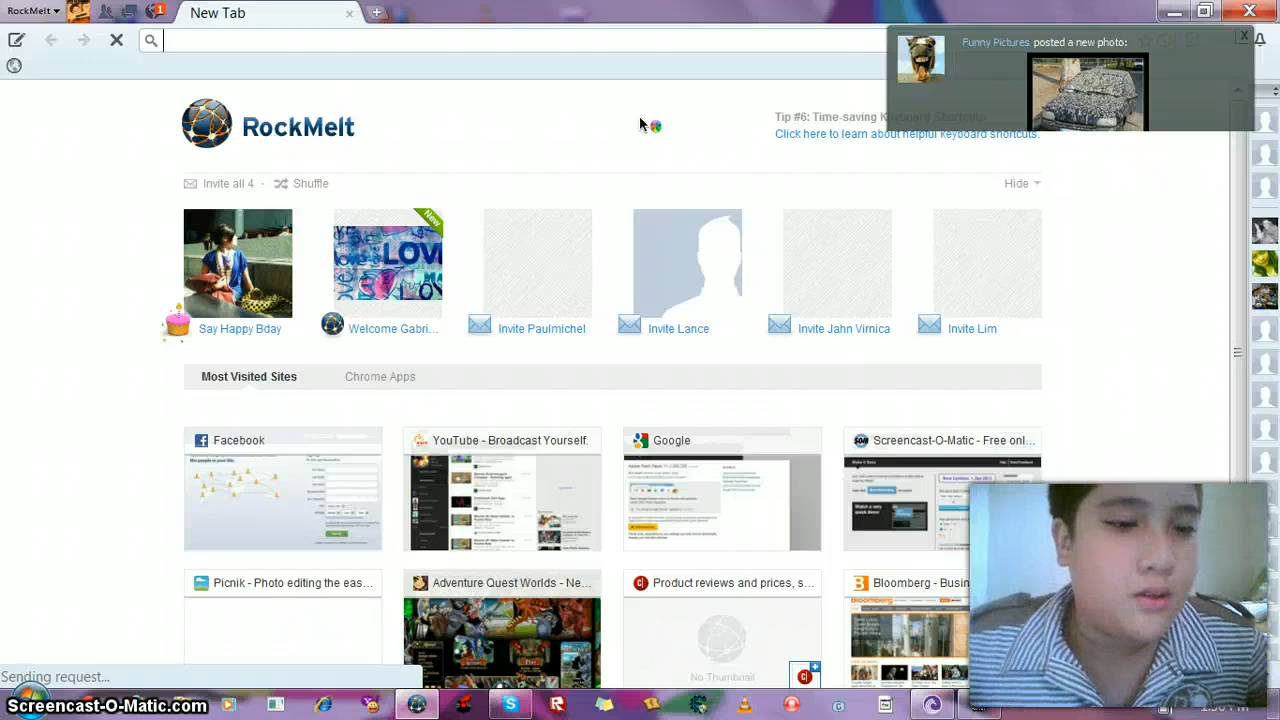 RockMelt
1
New Tab
Funny Pictures posted a new photo:
RockMelt
Tip #6: Time-saving Keyboard Shortcuts
Click here to learn about helpful keyboard shortcuts.
Invite all 4 · Shuffle
Hide
New
LOVE
Say Happy Bday
Welcome Gabri...
Invite Paulmichel
Invite Lance
Invite Jahn Virnica
Invite Lim
Most Visited Sites
Chrome Apps
Facebook
YouTube - Broadcast Yourself.
Google
Screencast-O-Matic - Free onl...
Picnik - Photo editing the eas...
Adventure Quest Worlds - Ne...
Product reviews and prices, s...
Bloomberg - Busin
No Thumbnail
Sending request...
Screencast-O-Matic.com